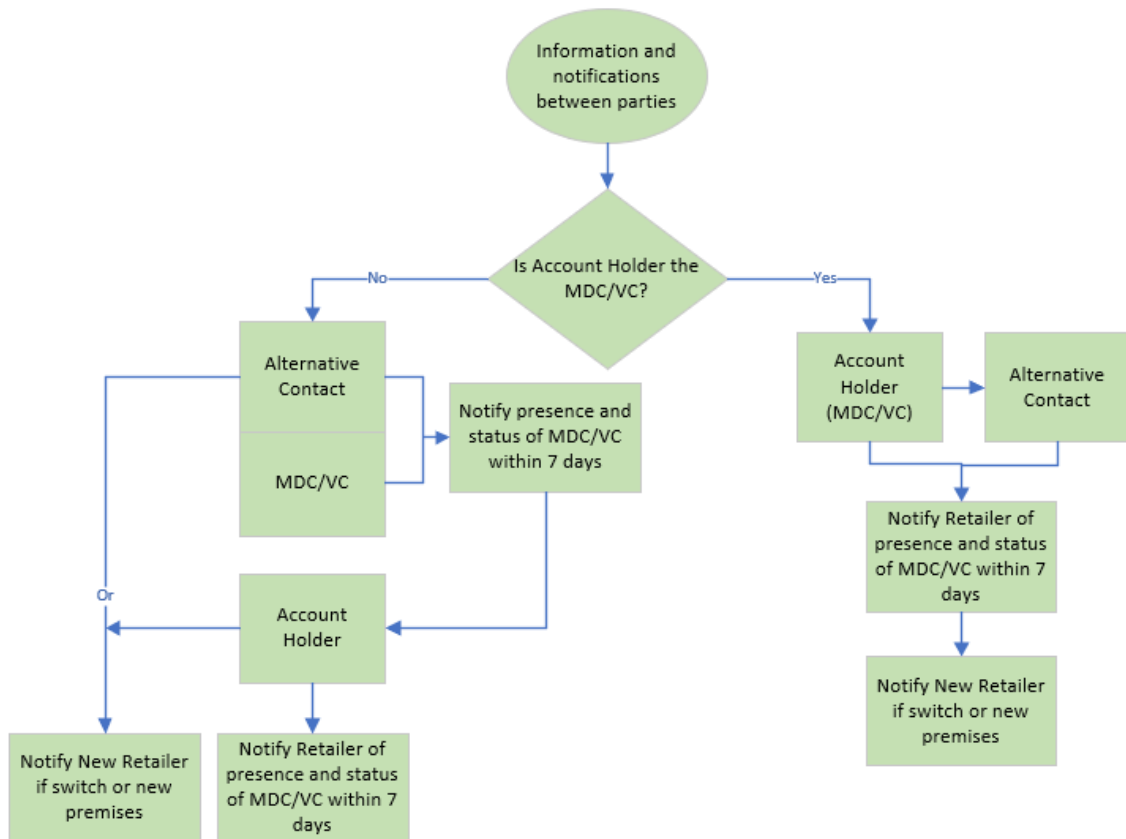 Information and
notifications
between parties
Is Account Holder the
MDC/VC?
No
Yes
Alternative
Contact
MDC/VC
Notify presence and
status of MDC/VC
within 7 days
Account
Holder
(MDC/VC)
Alternative
Contact
Notify Retailer of
presence and status
of MDC/VC within 7
days
Or
Account
Holder
Notify New Retailer
if switch or new
premises
Notify New Retailer
if switch or new
premises
Notify Retailer of
presence and status
of MDC/VC within 7
days